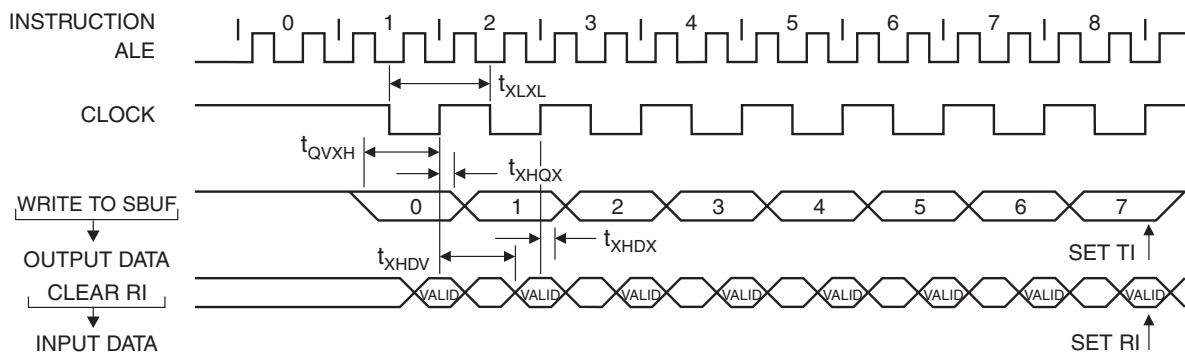 INSTRUCTION 0 1 2 3 4 5 6 7 8
ALE
tXLXL
CLOCK
tQVXH
tXHQX
WRITE TO SBUF 0 1 2 3 4 5 6 7
tXHDV tXHDX SET TI
OUTPUT DATA
CLEAR RI VALID VALID VALID VALID VALID VALID VALID VALID
INPUT DATA SET RI